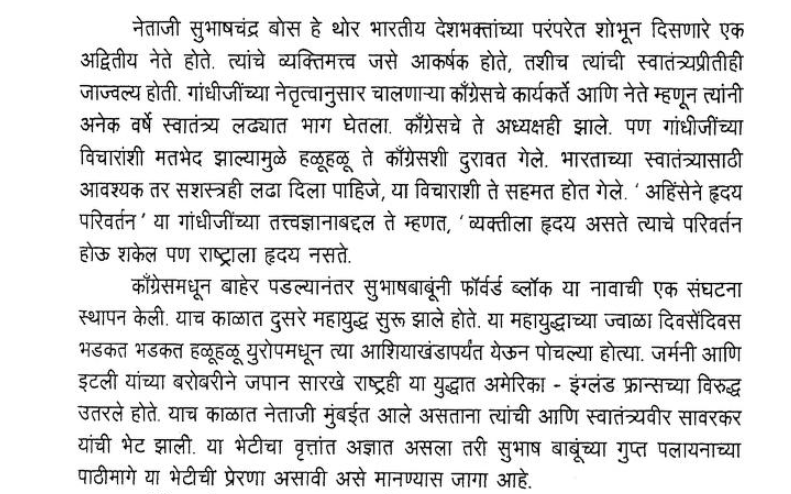 नेताजी सुभाषचंद्र बोस हे थोर भारतीय देशभक्तांच्या परंपरेत शोभून दिसणारे एक
अद्वितीय नेते होते. त्यांचे व्यक्तिमत्त्व जसे आकर्षक होते, तशीच त्यांची स्वातंत्र्यप्रीतीही
जाज्वल्य होती. गांधीजींच्या नेतृत्वानुसार चालणाऱ्या काँग्रेसचे कार्यकर्ते आणि नेते म्हणून त्यांनी
अनेक वर्षे स्वातंत्र्य लढ्यात भाग घेतला. काँग्रेसचे ते अध्यक्षही झाले. पण गांधीजींच्या
विचारांशी मतभेद झाल्यामुळे हळूहळू ते काँग्रेसशी दुरावत गेले. भारताच्या स्वातंत्र्यासाठी
आवश्यक तर सशस्त्रही लढा दिला पाहिजे, या विचाराशी ते सहमत होत गेले. ‘ अहिंसेने हृदय
परिवर्तन ’ या गांधीजींच्या तत्त्वज्ञानाबद्दल ते म्हणत, ‘ व्यक्तीला हृदय असते त्याचे परिवर्तन
होऊ शकेल पण राष्ट्राला हृदय नसते.
काँग्रेसमधून बाहेर पडल्यानंतर सुभाषबाबूंनी फॉर्वर्ड ब्लॉक या नावाची एक संघटना
स्थापन केली. याच काळात दुसरे महायुद्ध सुरू झाले होते. या महायुद्धाच्या ज्वाळा दिवसेंदिवस
भडकत भडकत हळूहळू युरोपमधून त्या आशियाखंडापर्यंत येऊन पोचल्या होत्या. जर्मनी आणि
इटली यांच्या बरोबरीने जपान सारखे राष्ट्रही या युद्धात अमेरिका - इंग्लंड फ्रान्सच्या विरुद्ध
उतरले होते. याच काळात नेताजी मुंबईत आले असताना त्यांची आणि स्वातंत्र्यवीर सावरकर
यांची भेट झाली. या भेटीचा वृत्तांत अज्ञात असला तरी सुभाष बाबूंच्या गुप्त पलायनाच्या
पाठीमागे या भेटीची प्रेरणा असावी असे मानण्यास जागा आहे.